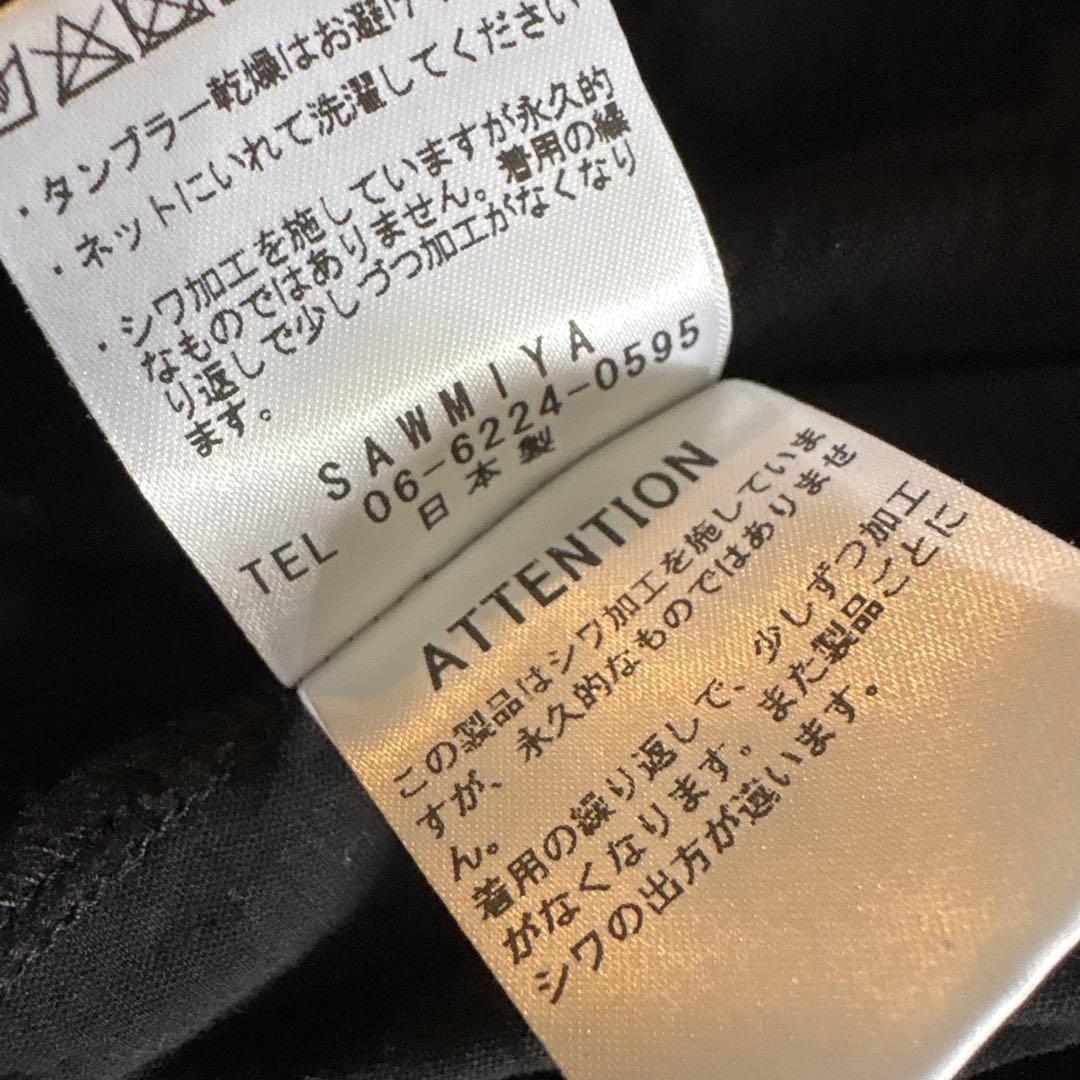 ・タンブラー乾燥はお避け
・ネットにいれて洗濯してください
・シワ加工を施していますが永久的
なものではありません。着用の繰
り返しで少しづつ加工がなくなり
ます。
SAWMIYA
TEL 06-6224-0595
日本製
ATTENTION
この製品はシワ加工を施していま
すが、永久的なものではありませ
ん。
着用の繰り返しで、少しずつ加工
がなくなります。また製品ごとに
シワの出方が違います。